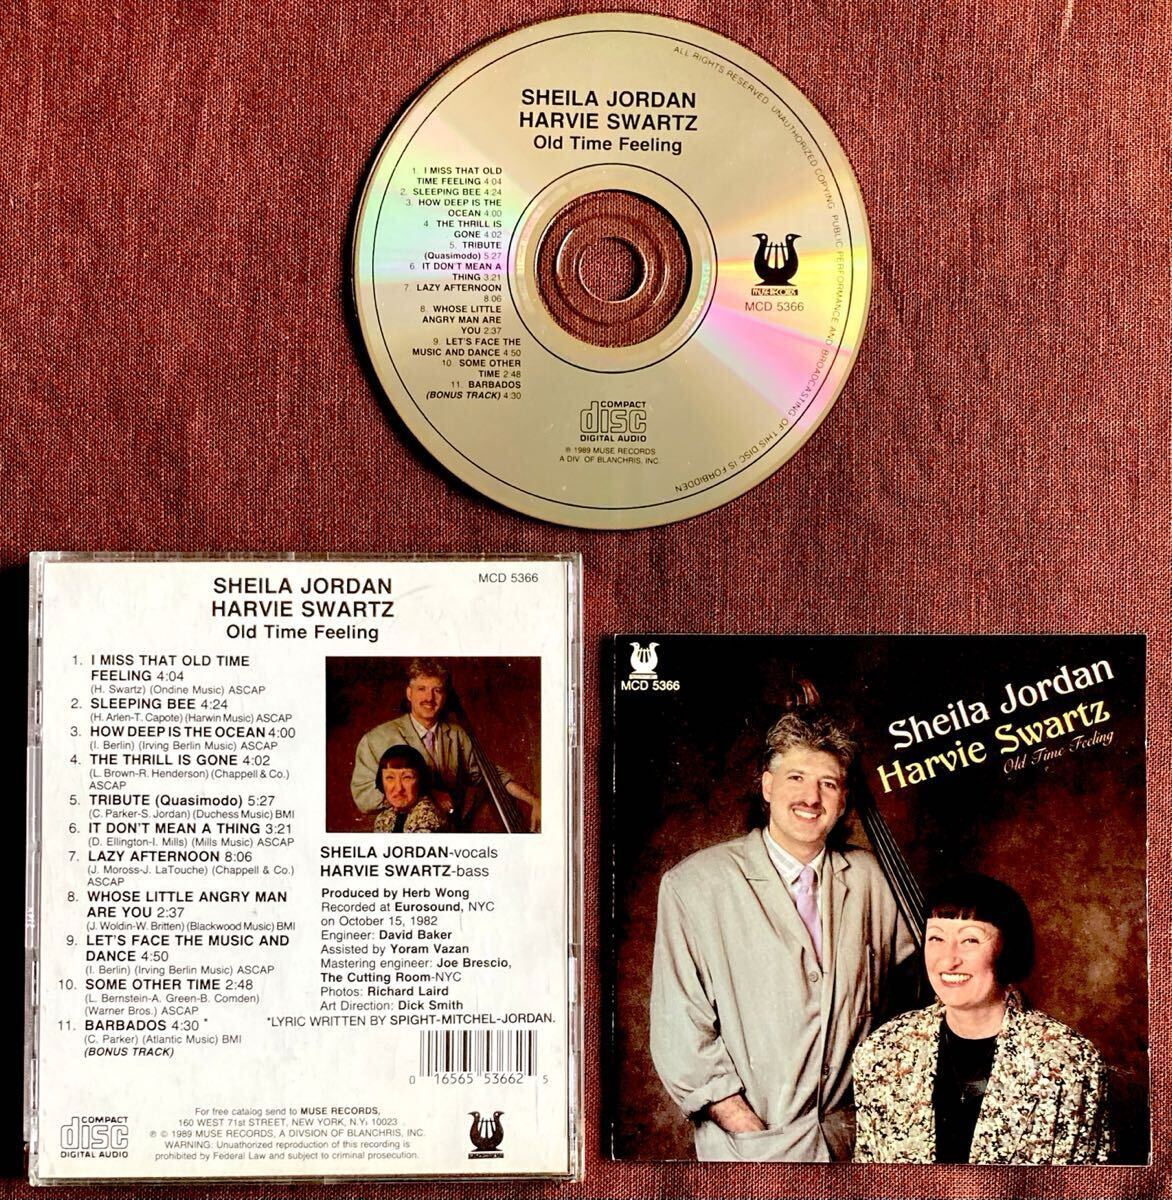 SHEILA JORDAN
HARVIE SWARTZ
Old Time Feeling
1. I MISS THAT OLD
TIME FEELING 4:04
2. SLEEPING BEE 4:24
3. HOW DEEP IS THE
OCEAN 4:00
4. THE THRILL IS
GONE 4:02
5. TRIBUTE
(Quasimodo) 5:27
6. IT DON'T MEAN A
THING 3:21
7. LAZY AFTERNOON
8:06
8. WHOSE LITTLE
ANGRY MAN ARE
YOU 2:37
9. LET'S FACE THE
MUSIC AND DANCE 4:50
10. SOME OTHER
TIME 2:48
11. BARBADOS
(BONUS TRACK) 4:30
MUSE RECORDS
MCD 5366
COMPACT
disc
DIGITAL AUDIO
℗ 1989 MUSE RECORDS
A DIV. OF BLANCHRIS, INC.
ALL RIGHTS RESERVED. UNAUTHORIZED COPYING, PUBLIC PERFORMANCE AND BROADCASTING OF THIS DISC IS FORBIDDEN
SHEILA JORDAN
HARVIE SWARTZ
Old Time Feeling
MCD 5366
1. I MISS THAT OLD TIME
FEELING 4:04
(H. Swartz) (Ondine Music) ASCAP
2. SLEEPING BEE 4:24
(H. Arlen-T. Capote) (Harwin Music) ASCAP
3. HOW DEEP IS THE OCEAN 4:00
(I. Berlin) (Irving Berlin Music) ASCAP
4. THE THRILL IS GONE 4:02
(L. Brown-R. Henderson) (Chappell & Co.)
ASCAP
5. TRIBUTE (Quasimodo) 5:27
(C. Parker-S. Jordan) (Duchess Music) BMI
6. IT DON'T MEAN A THING 3:21
(D. Ellington-I. Mills) (Mills Music) ASCAP
7. LAZY AFTERNOON 8:06
(J. Moross-J. LaTouche) (Chappell & Co.)
ASCAP
8. WHOSE LITTLE ANGRY MAN
ARE YOU 2:37
(J. Woldin-W. Britten) (Blackwood Music) BMI
9. LET'S FACE THE MUSIC AND
DANCE 4:50
(I. Berlin) (Irving Berlin Music) ASCAP
10. SOME OTHER TIME 2:48
(L. Bernstein-A. Green-B. Comden)
(Warner Bros.) ASCAP
11. BARBADOS 4:30 *
(C. Parker) (Atlantic Music) BMI
(BONUS TRACK)
SHEILA JORDAN-vocals
HARVIE SWARTZ-bass
Produced by Herb Wong
Recorded at Eurosound, NYC
on October 15, 1982
Engineer: David Baker
Assisted by Yoram Vazan
Mastering engineer: Joe Brescio,
The Cutting Room-NYC
Photos: Richard Laird
Art Direction: Dick Smith
*LYRIC WRITTEN BY SPIGHT-MITCHEL-JORDAN.
0 16565 53662 5
COMPACT
disc
DIGITAL AUDIO
For free catalog send to MUSE RECORDS,
160 WEST 71st STREET, NEW YORK, N.Y. 10023
℗ © 1989 MUSE RECORDS, A DIVISION OF BLANCHRIS, INC.
WARNING: Unauthorized reproduction of this recording is
prohibited by Federal Law and subject to criminal prosecution.
MCD 5366
Sheila Jordan
Harvie Swartz
Old Time Feeling